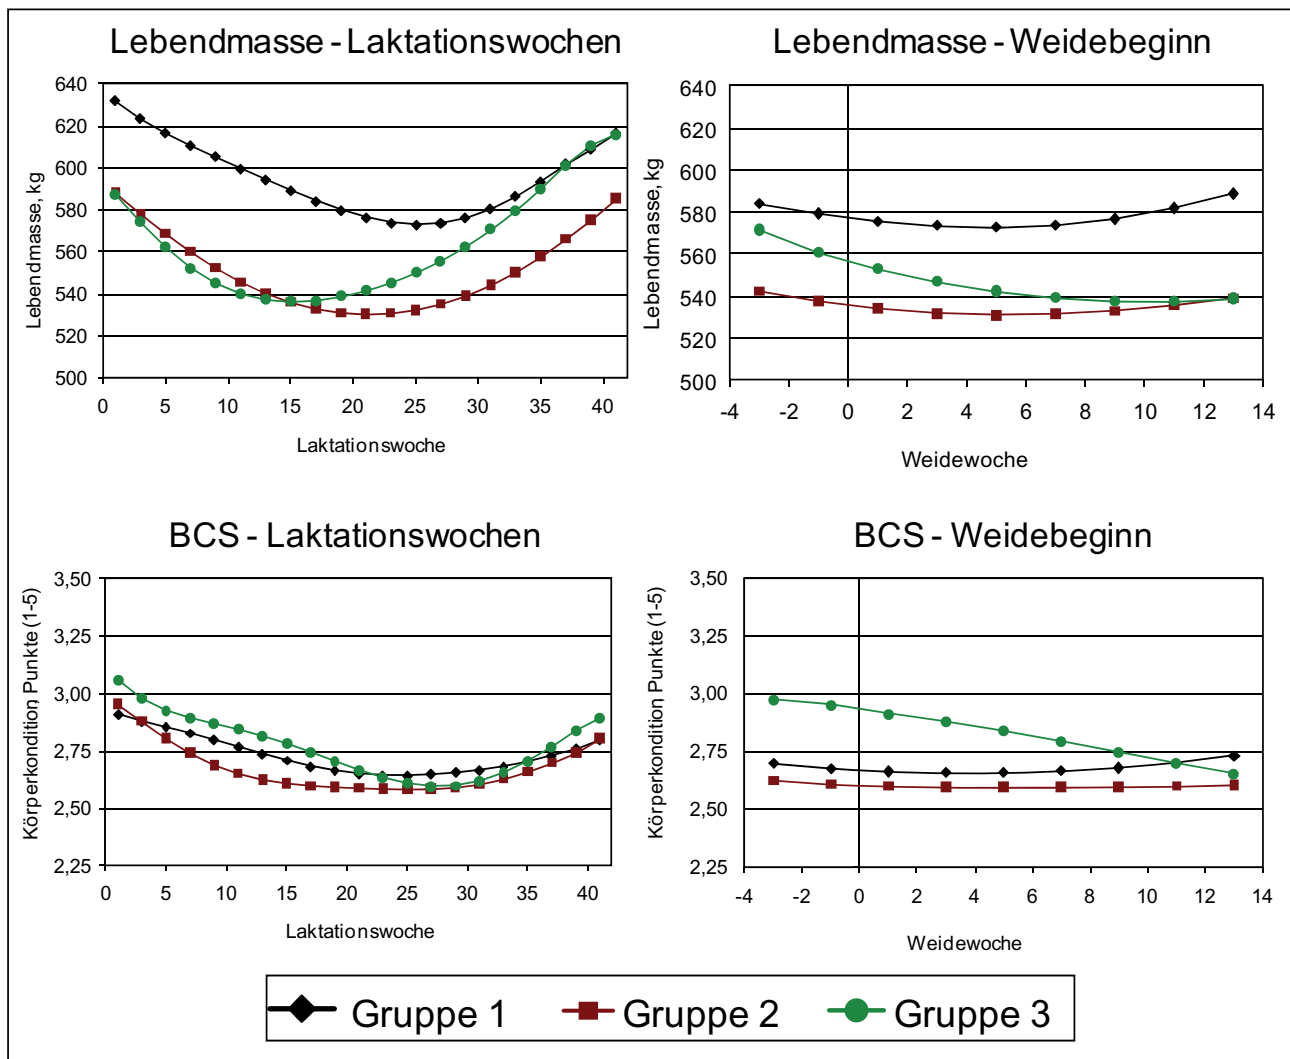 Lebendmasse - Laktationswochen
640
620
600
580
560
540
520
500
Lebendmasse, kg
0 5 10 15 20 25 30 35 40
Laktationswoche
Lebendmasse - Weidebeginn
640
620
600
580
560
540
520
500
Lebendmasse, kg
-4 -2 0 2 4 6 8 10 12 14
Weidewoche
BCS - Laktationswochen
3,50
3,25
3,00
2,75
2,50
2,25
Körperkondition Punkte (1-5)
0 5 10 15 20 25 30 35 40
Laktationswoche
BCS - Weidebeginn
3,50
3,25
3,00
2,75
2,50
2,25
Körperkondition Punkte (1-5)
-4 -2 0 2 4 6 8 10 12 14
Weidewoche
Gruppe 1 Gruppe 2 Gruppe 3